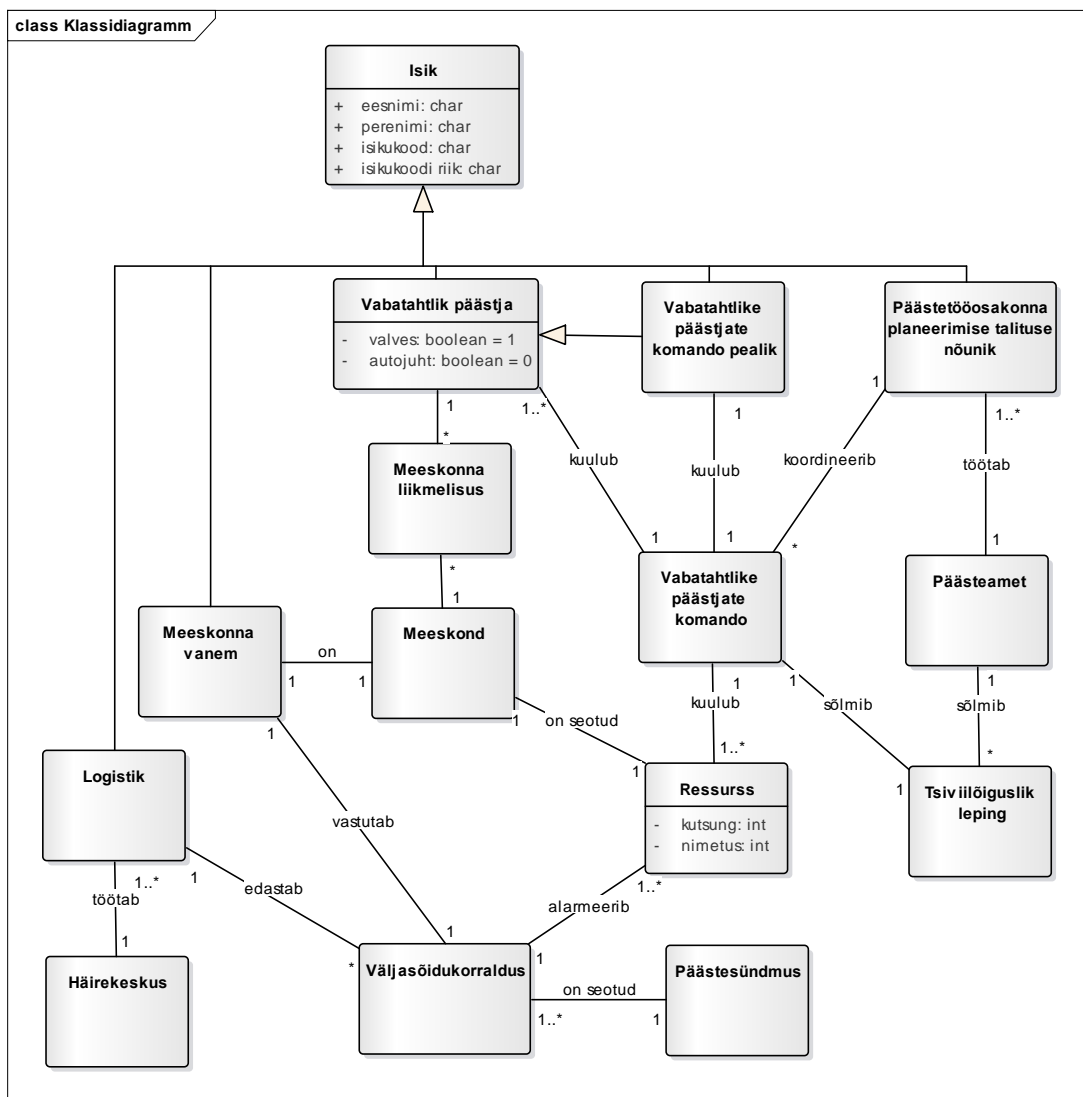 class Klassidiagramm
Isik
+ eesnimi: char
+ perenimi: char
+ isikukood: char
+ isikukoodi riik: char
Vabatahtlik päästja
- valves: boolean = 1
- autojuht: boolean = 0
Vabatahtlike
päästjate
komando pealik
Päästetööosakonna
planeerimise talituse
nõunik
1
*
1..*
1
1
1..*
kuulub
kuulub
koordineerib
töötab
Meeskonna
liikmelisus
*
1
1
1
*
1
Vabatahtlike
päästjate
komando
Päästeamet
Meeskonna
vanem
on
1
1
Meeskond
1
1
1
1
1
kuulub
sõlmib
sõlmib
on seotud
1..*
1
1
*
Logistik
vastutab
Ressurss
- kutsung: int
- nimetus: int
Tsiviilõiguslik
leping
1..*
1
töötab
edastab
1..*
alarmeerib
1
*
1
1
Häirekeskus
Väljasõidukorraldus
on seotud
1..*
1
Päästesündmus